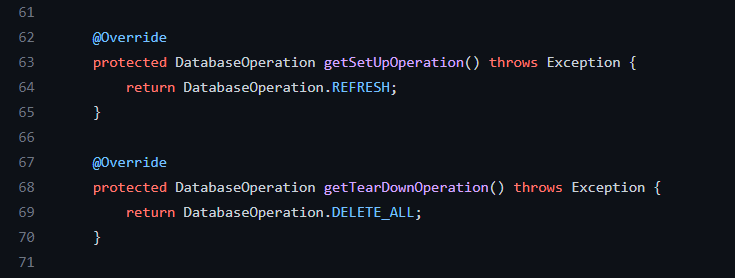 61
62 @Override
63 protected DatabaseOperation getSetUpOperation() throws Exception {
64 return DatabaseOperation.REFRESH;
65 }
66
67 @Override
68 protected DatabaseOperation getTearDownOperation() throws Exception {
69 return DatabaseOperation.DELETE_ALL;
70 }
71